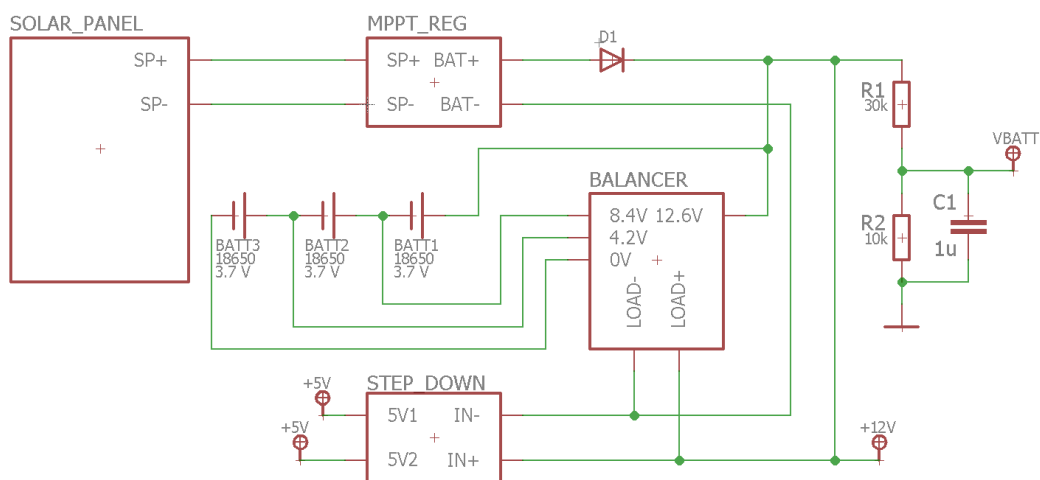 SOLAR_PANEL
MPPT_REG
D1
SP+
SP+ BAT+
SP-
SP- BAT-
R1
30k
VBATT
BALANCER
8.4V 12.6V
4.2V
0V
LOAD-
LOAD+
C1
1u
R2
10k
BATT3
18650
3.7 V
BATT2
18650
3.7 V
BATT1
18650
3.7 V
STEP_DOWN
+5V
5V1 IN-
+5V
5V2 IN+
+12V